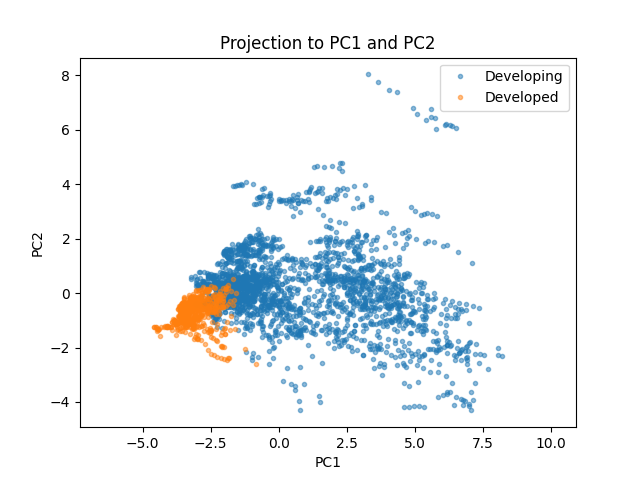 Projection to PC1 and PC2
Developing
Developed
8
6
4
2
0
−2
−4
PC2
−5.0 −2.5 0.0 2.5 5.0 7.5 10.0
PC1